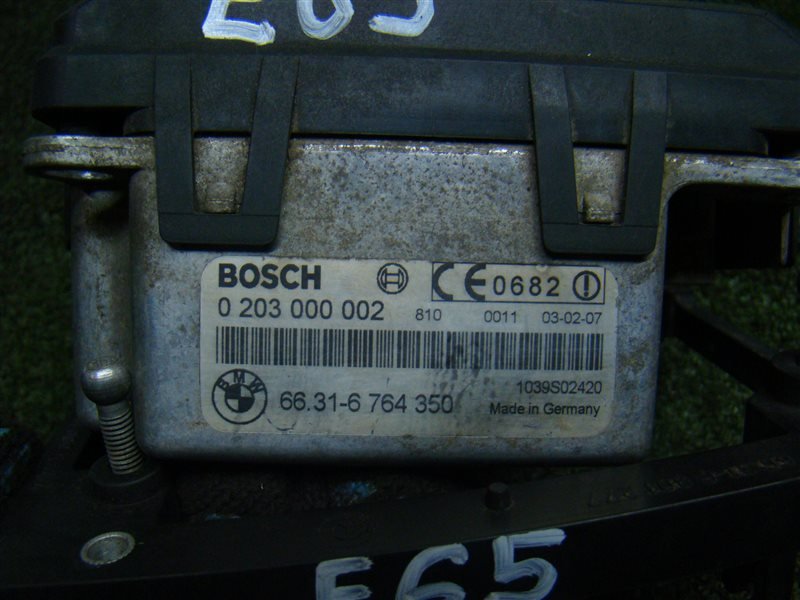 E65
BOSCH CE 0682
0 203 000 002 810 0011 03-02-07
1039S02420
BMW 66.31-6 764 350 Made in Germany
E65